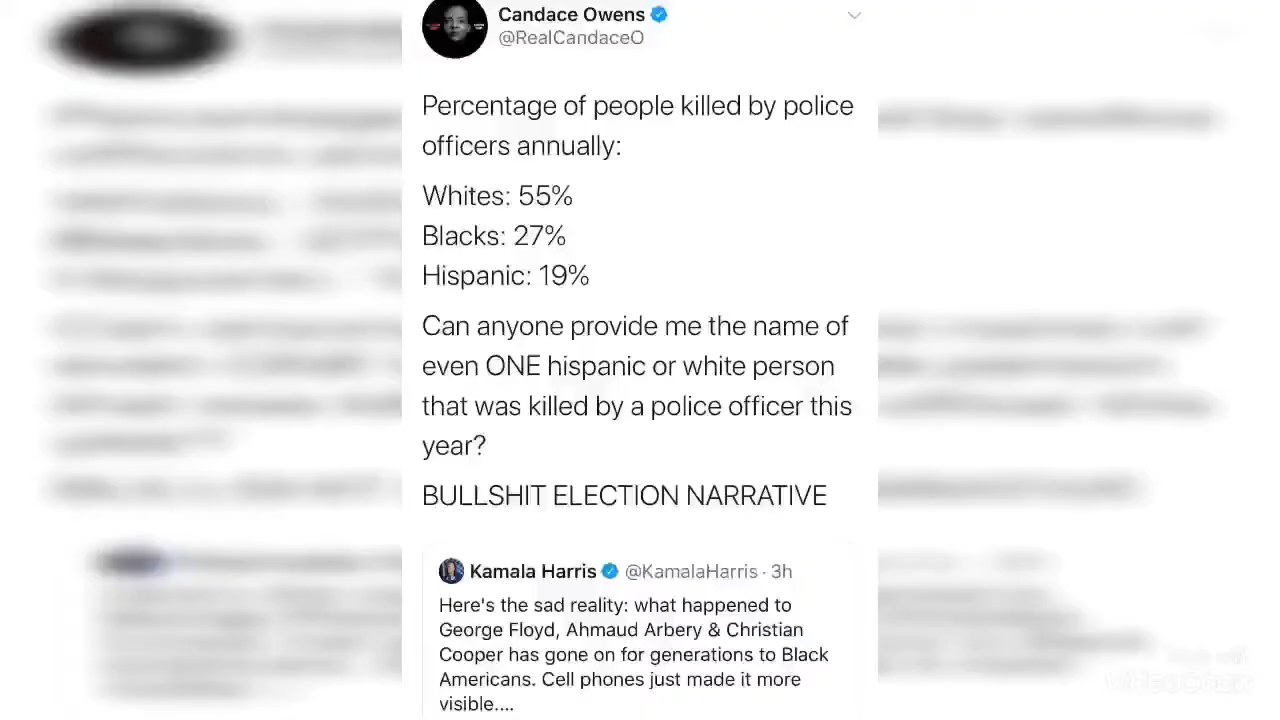 Candace Owens
@RealCandaceO
Percentage of people killed by police
officers annually:
Whites: 55%
Blacks: 27%
Hispanic: 19%
Can anyone provide me the name of
even ONE hispanic or white person
that was killed by a police officer this
year?
BULLSHIT ELECTION NARRATIVE
Kamala Harris @KamalaHarris · 3h
Here's the sad reality: what happened to
George Floyd, Ahmaud Arbery & Christian
Cooper has gone on for generations to Black
Americans. Cell phones just made it more
visible....